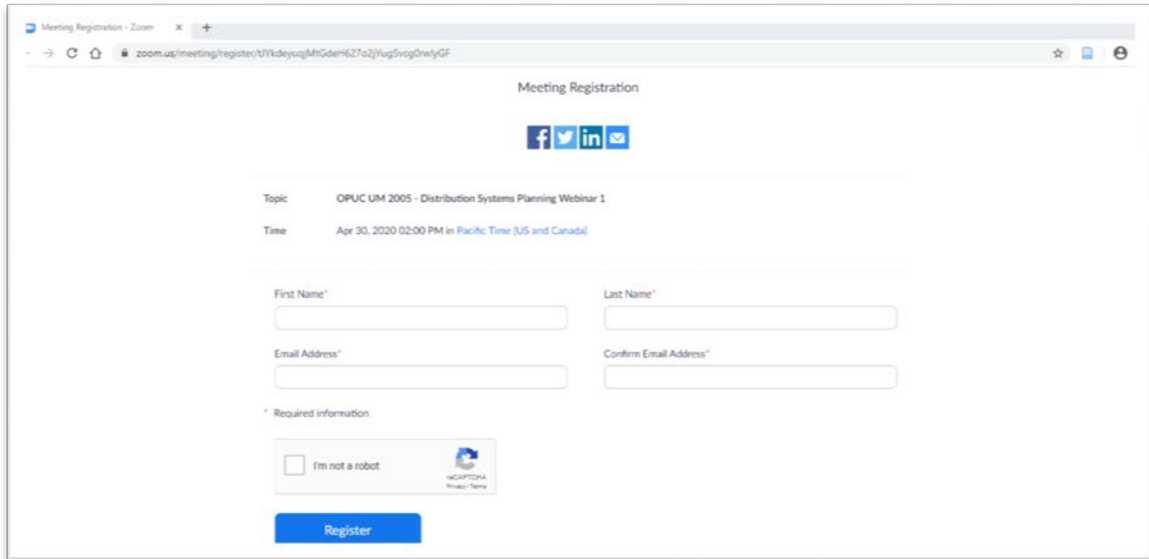 Meeting Registration - Zoom
zoom.us/meeting/register/
Meeting Registration
Topic OPUC UM 2005 - Distribution Systems Planning Webinar 1
Time Apr 30, 2020 02:00 PM in Pacific Time (US and Canada)
First Name* Last Name*
Email Address* Confirm Email Address*
* Required information
I'm not a robot
reCAPTCHA
Privacy - Terms
Register